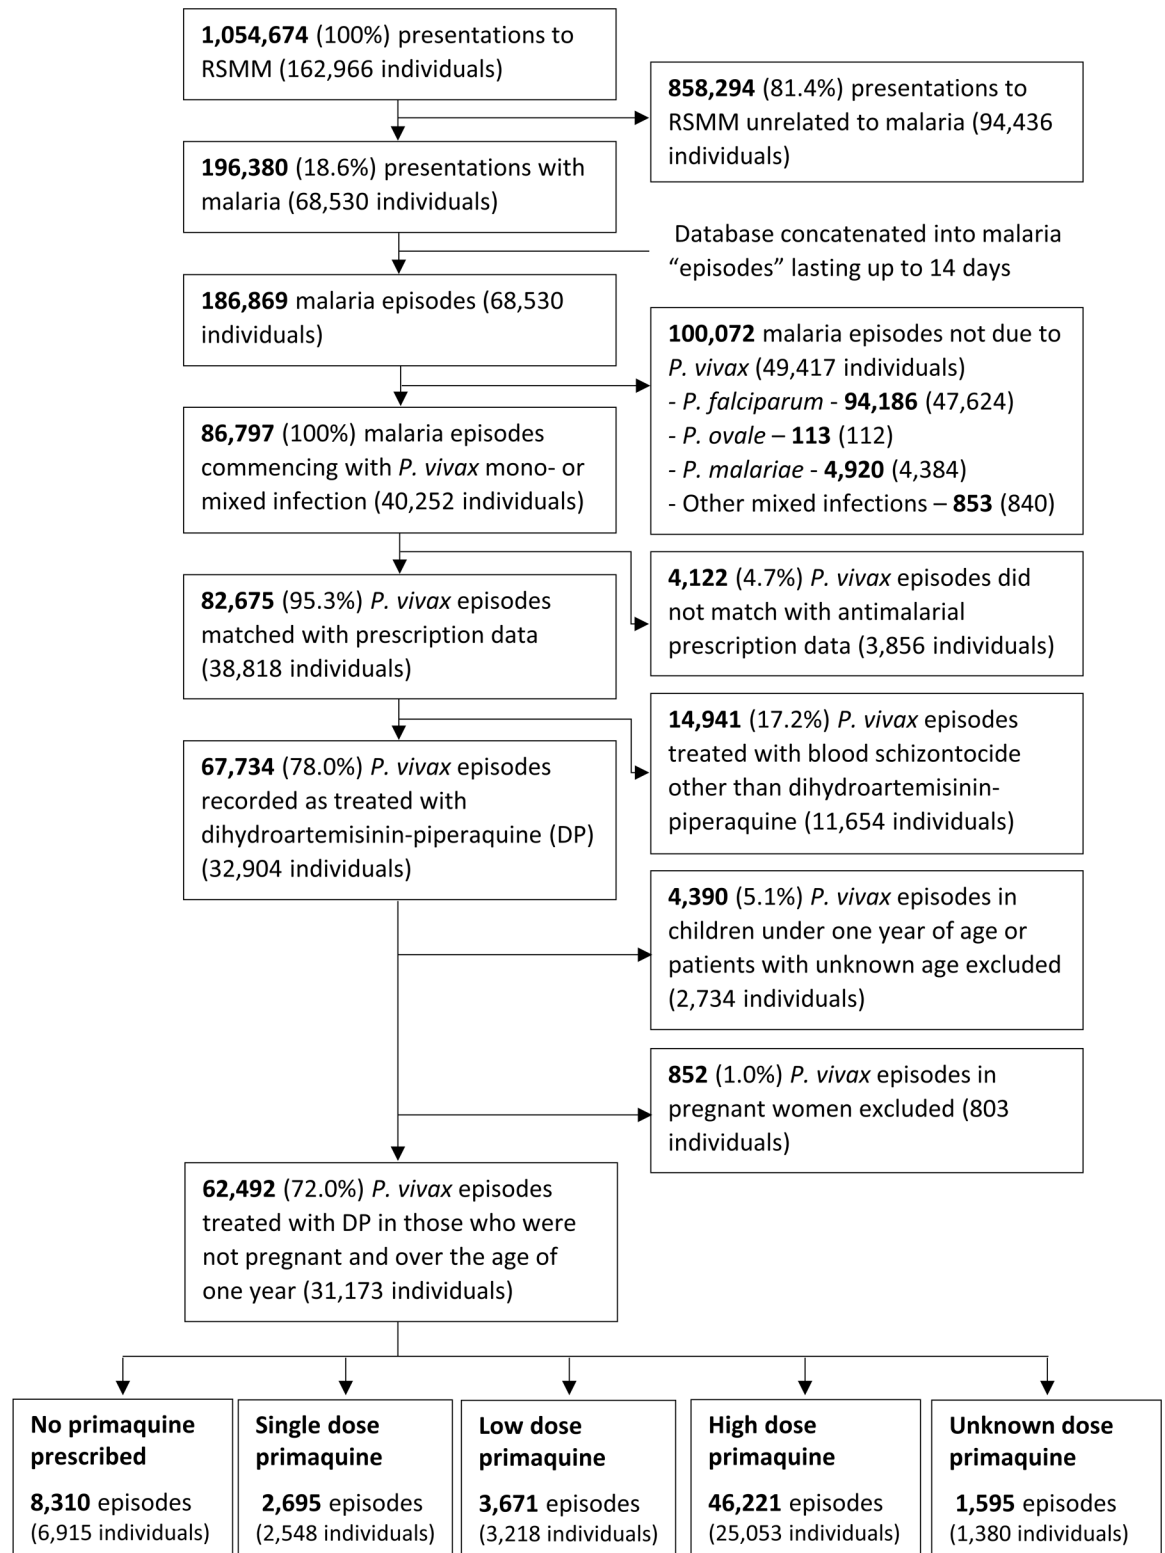 1,054,674 (100%) presentations to
RSMM (162,966 individuals)
858,294 (81.4%) presentations to
RSMM unrelated to malaria (94,436
individuals)
196,380 (18.6%) presentations with
malaria (68,530 individuals)
Database concatenated into malaria
“episodes” lasting up to 14 days
186,869 malaria episodes (68,530
individuals)
100,072 malaria episodes not due to
P. vivax (49,417 individuals)
- P. falciparum - 94,186 (47,624)
- P. ovale – 113 (112)
- P. malariae - 4,920 (4,384)
- Other mixed infections – 853 (840)
86,797 (100%) malaria episodes
commencing with P. vivax mono- or
mixed infection (40,252 individuals)
4,122 (4.7%) P. vivax episodes did
not match with antimalarial
prescription data (3,856 individuals)
82,675 (95.3%) P. vivax episodes
matched with prescription data
(38,818 individuals)
14,941 (17.2%) P. vivax episodes
treated with blood schizontocide
other than dihydroartemisinin-
piperaquine (11,654 individuals)
67,734 (78.0%) P. vivax episodes
recorded as treated with
dihydroartemisinin-piperaquine (DP)
(32,904 individuals)
4,390 (5.1%) P. vivax episodes in
children under one year of age or
patients with unknown age excluded
(2,734 individuals)
852 (1.0%) P. vivax episodes in
pregnant women excluded (803
individuals)
62,492 (72.0%) P. vivax episodes
treated with DP in those who were
not pregnant and over the age of
one year (31,173 individuals)
No primaquine
prescribed
8,310 episodes
(6,915 individuals)
Single dose
primaquine
2,695 episodes
(2,548 individuals)
Low dose
primaquine
3,671 episodes
(3,218 individuals)
High dose
primaquine
46,221 episodes
(25,053 individuals)
Unknown dose
primaquine
1,595 episodes
(1,380 individuals)